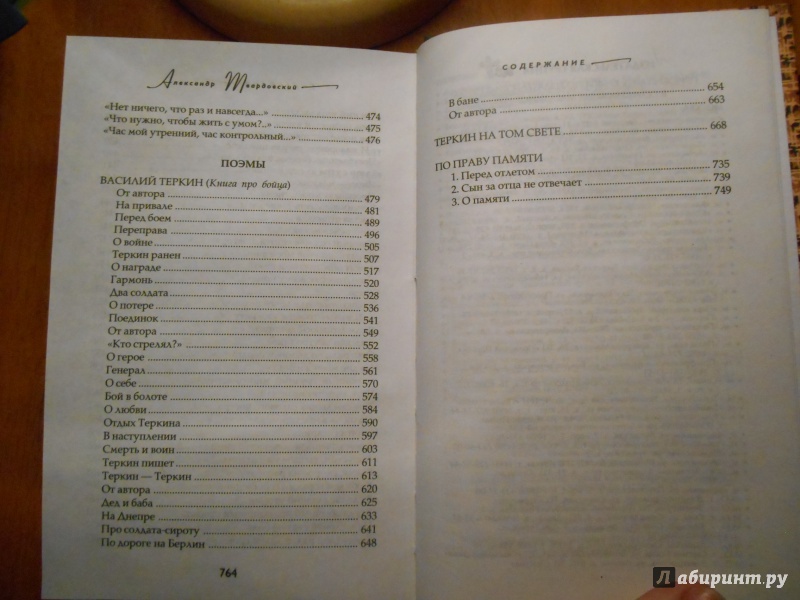 Александр Твардовский
«Нет ничего, что раз и навсегда...» 474
«Что нужно, чтобы жить с умом?..» 475
«Час мой утренний, час контрольный...» 476
ПОЭМЫ
ВАСИЛИЙ ТЕРКИН (Книга про бойца)
От автора 479
На привале 481
Перед боем 489
Переправа 496
О войне 505
Теркин ранен 507
О награде 517
Гармонь 520
Два солдата 528
О потере 536
Поединок 541
От автора 549
«Кто стрелял?» 552
О герое 558
Генерал 561
О себе 570
Бой в болоте 574
О любви 584
Отдых Теркина 590
В наступлении 597
Смерть и воин 603
Теркин пишет 611
Теркин — Теркин 613
От автора 620
Дед и баба 625
На Днепре 633
Про солдата-сироту 641
По дороге на Берлин 648
764
СОДЕРЖАНИЕ
В бане 654
От автора 663
ТЕРКИН НА ТОМ СВЕТЕ 668
ПО ПРАВУ ПАМЯТИ
1. Перед отлетом 735
2. Сын за отца не отвечает 739
3. О памяти 749
Лабиринт.ру